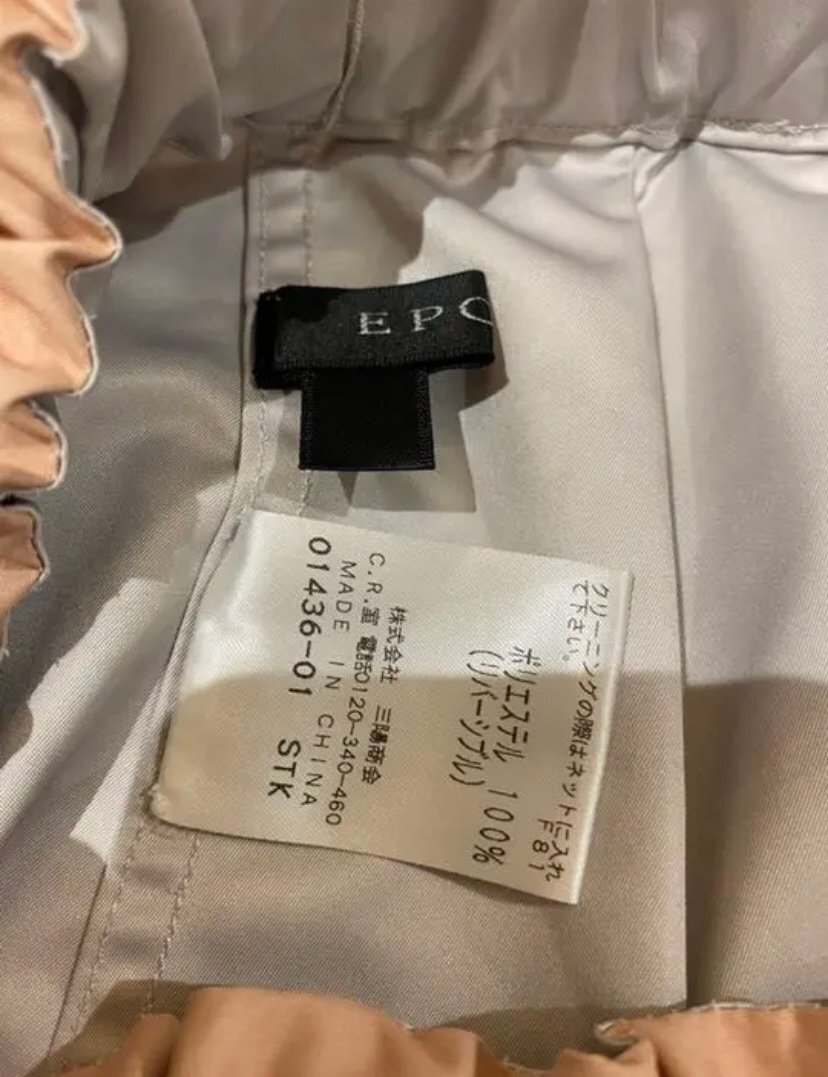 EPO
クリーニングの際はネットに入れ
て下さい。 F81
ポリエステル 100%
(リバーシブル)
株式会社 三陽商会
C.R.室 電話0120-340-460
MADE IN CHINA
01436-01 STK